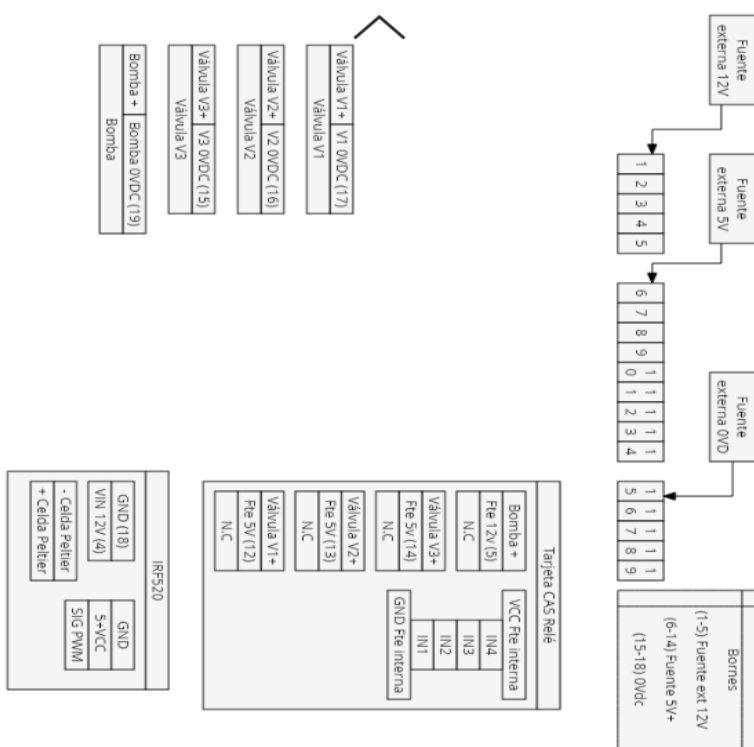 Fuente
externa 12V
Fuente
externa 5V
Fuente
externa 0VD
1 2 3 4 5
6 7 8 9 10 11 12 13 14
15 16 17 18 19
Bornes
(1-5) Fuente ext 12V
(6-14) Fuente 5V+
(15-18) 0Vdc
Válvula V1+ V1 0VDC (17)
Válvula V1
Válvula V2+ V2 0VDC (16)
Válvula V2
Válvula V3+ V3 0VDC (15)
Válvula V3
Bomba + Bomba 0VDC (19)
Bomba
Tarjeta CAS Relé
Bomba +
Fte 12v (5)
N.C
Válvula V3+
Fte 5v (14)
N.C
Válvula V2+
Fte 5V (13)
N.C
Válvula V1+
Fte 5V (12)
N.C
VCC Fte interna
IN4
IN3
IN2
IN1
GND Fte interna
IRF520
GND (18)
VIN 12V (4)
- Celda Peltier
+ Celda Peltier
GND
5+VCC
SIG PWM